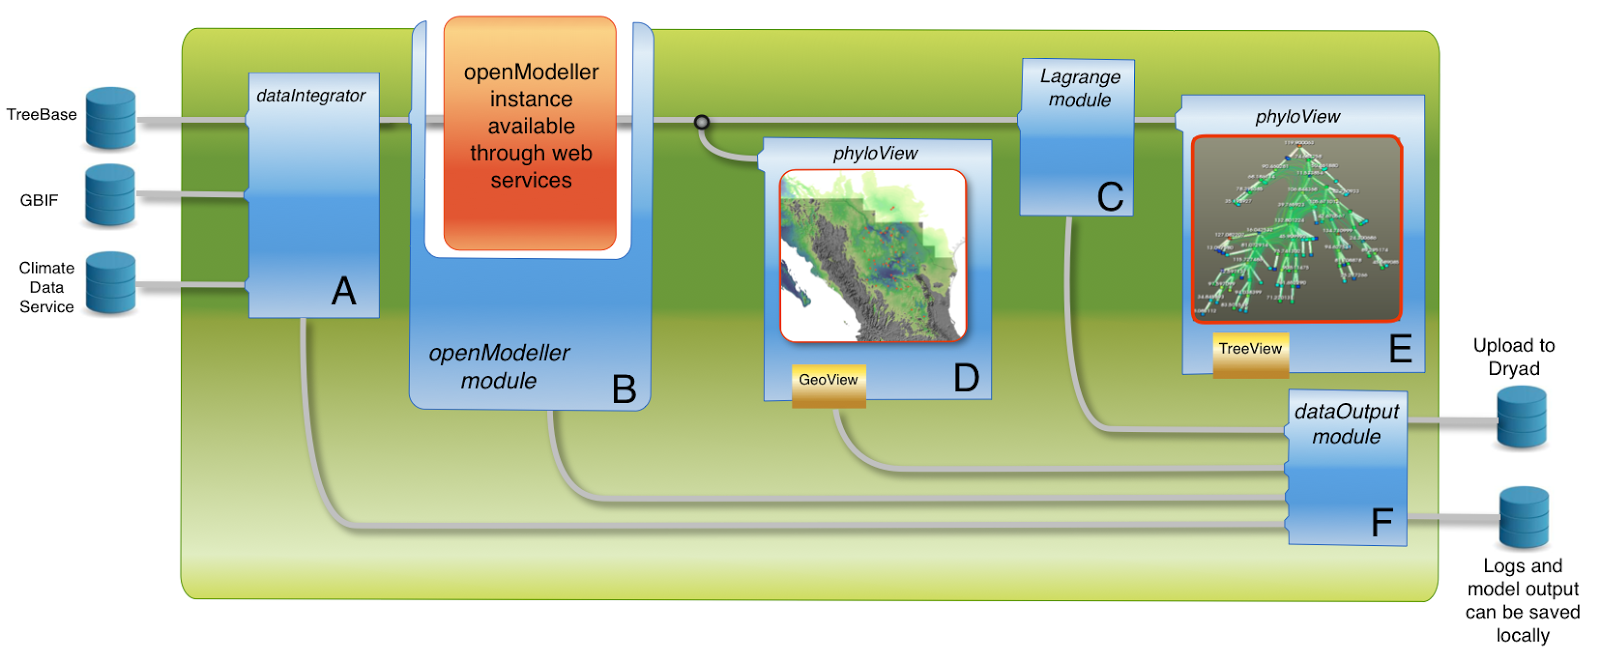 TreeBase
GBIF
Climate
Data
Service
dataIntegrator
A
openModeller
instance
available
through web
services
openModeller
module
B
phyloView
GeoView
D
Lagrange
module
C
phyloView
TreeView
E
dataOutput
module
F
Upload to
Dryad
Logs and
model output
can be saved
locally